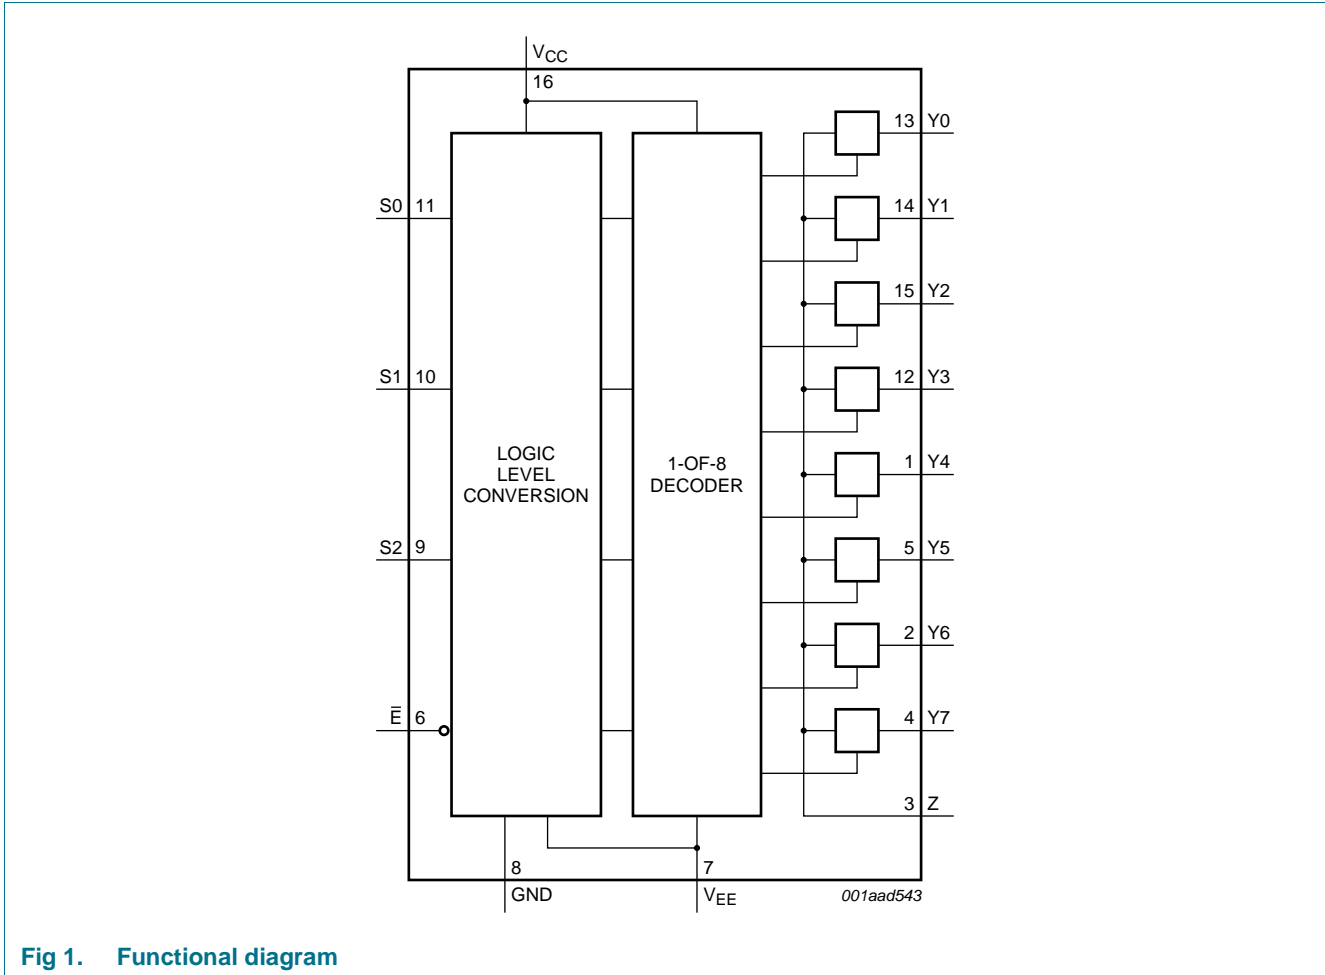 VCC
16
13 Y0
S0 11
14 Y1
15 Y2
S1 10
12 Y3
LOGIC
LEVEL
CONVERSION
1-OF-8
DECODER
1 Y4
S2 9
5 Y5
2 Y6
Ē 6
4 Y7
3 Z
8
GND
7
VEE
001aad543
Fig 1. Functional diagram